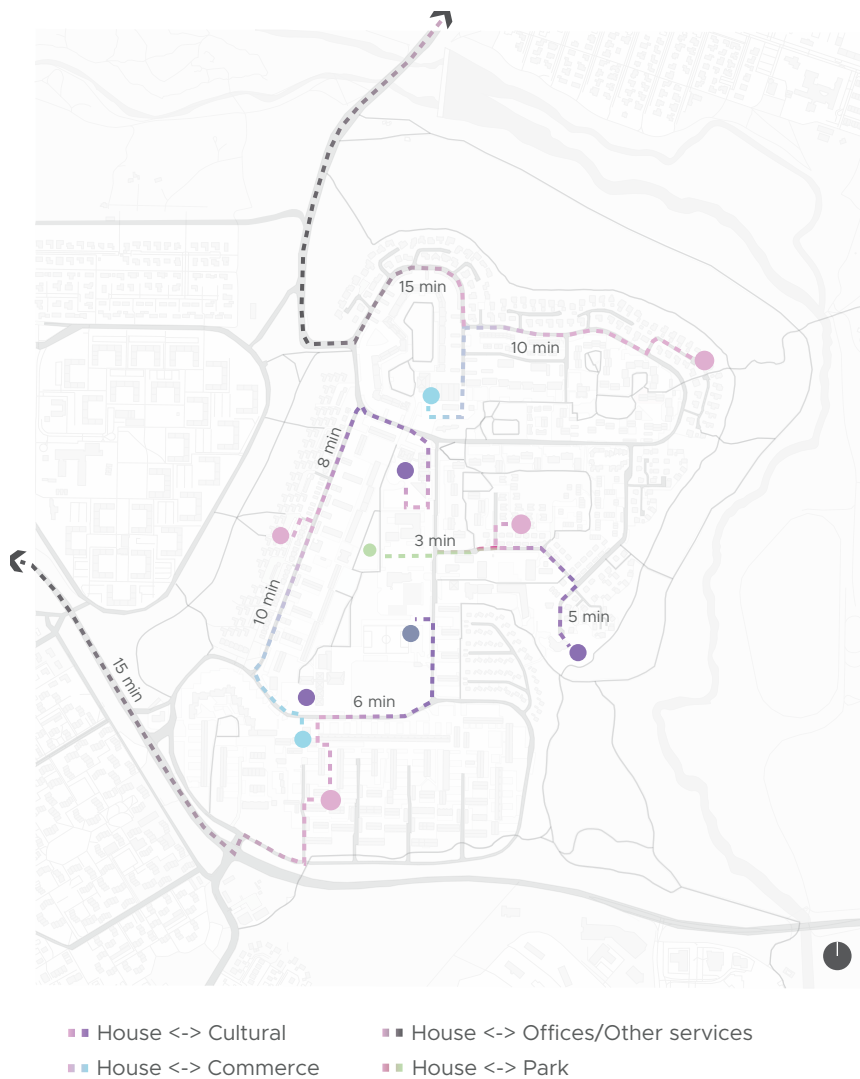 15 min
10 min
8 min
3 min
10 min
5 min
15 min
6 min
House <-> Cultural
House <-> Offices/Other services
House <-> Commerce
House <-> Park